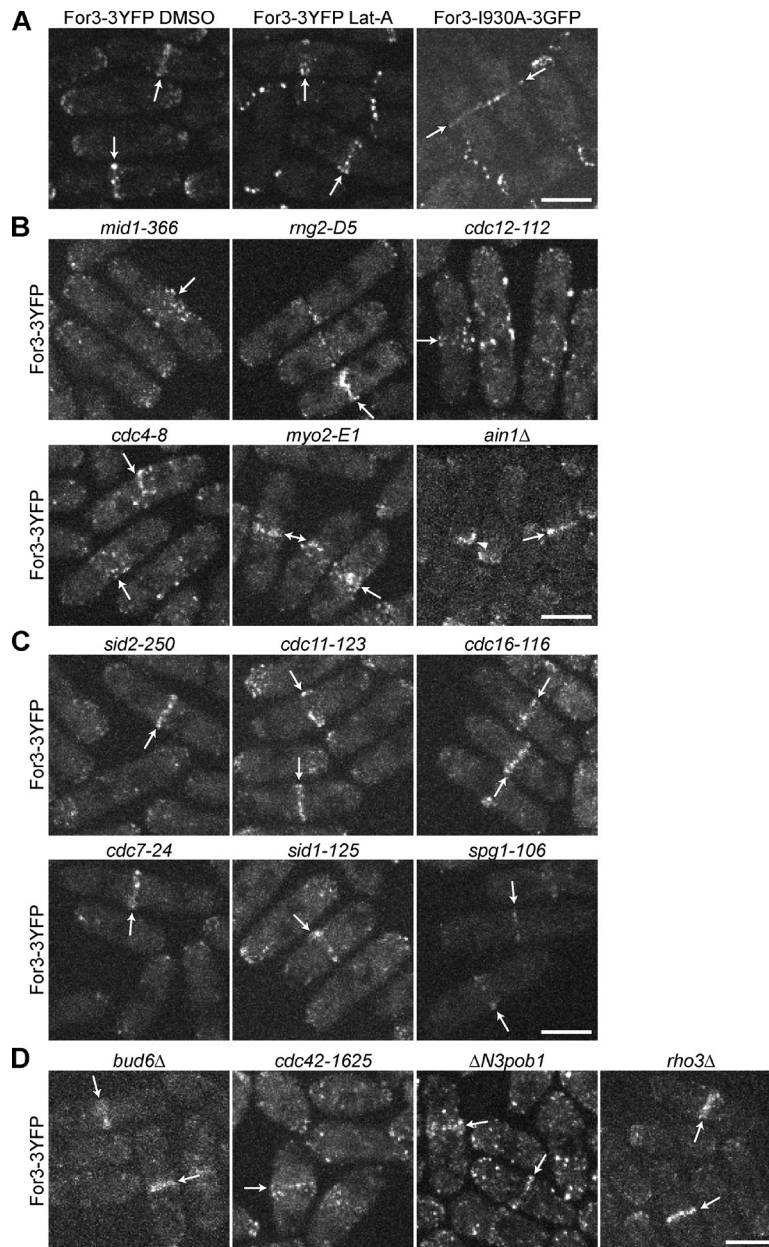 A
For3-3YFP DMSO For3-3YFP Lat-A For3-I930A-3GFP
B
mid1-366 rng2-D5 cdc12-112
For3-3YFP
cdc4-8 myo2-E1 ain1Δ
For3-3YFP
C
sid2-250 cdc11-123 cdc16-116
For3-3YFP
cdc7-24 sid1-125 spg1-106
For3-3YFP
D
bud6Δ cdc42-1625 ΔN3pob1 rho3Δ
For3-3YFP